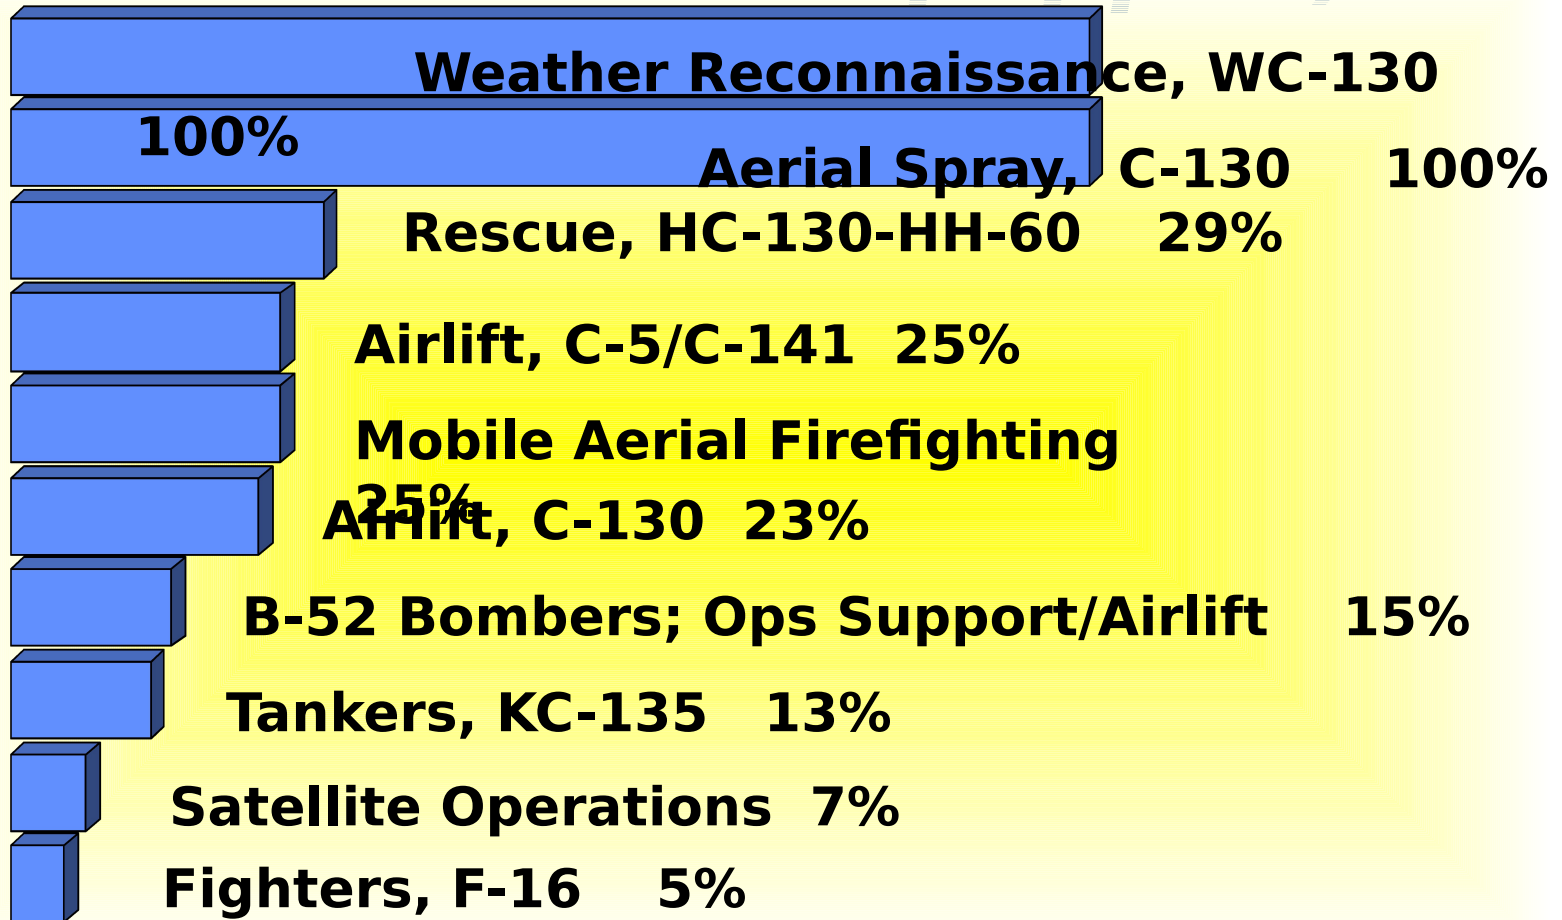 Weather Reconnaissance, WC-130
100%
Aerial Spray,  C-130     100%
Rescue, HC-130-HH-60    29%
Airlift, C-5/C-141  25%
Mobile Aerial Firefighting
25%
Airlift, C-130  23%
B-52 Bombers; Ops Support/Airlift    15%
Tankers, KC-135   13%
Satellite Operations  7%
Fighters, F-16    5%